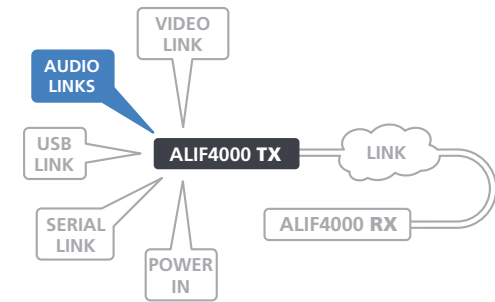 VIDEO
LINK
AUDIO
LINKS
USB
LINK
ALIF4000 TX
LINK
SERIAL
LINK
ALIF4000 RX
POWER
IN